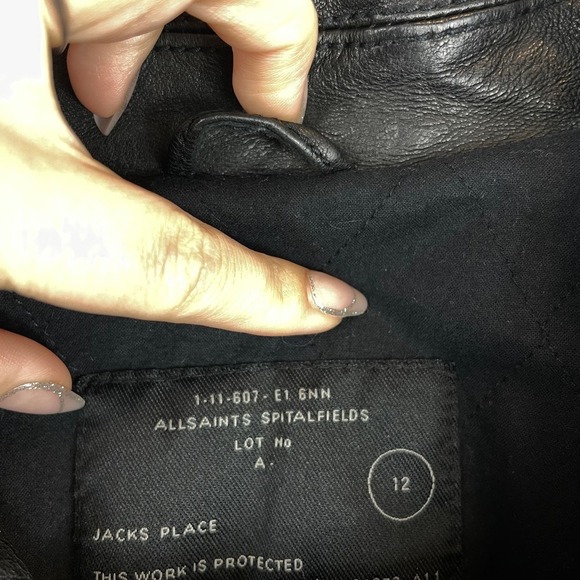 1-11-607-E1 6NN
ALLSAINTS SPITALFIELDS
LOT No
A.
12
JACKS PLACE
THIS WORK IS PROTECTED